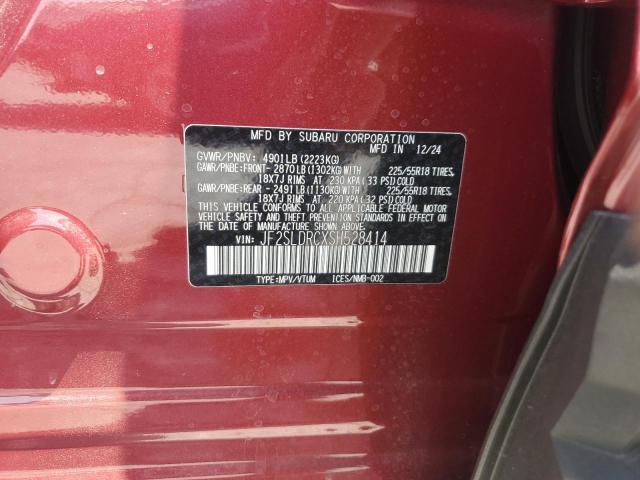 MFD BY SUBARU CORPORATION
MFD IN 12/24
GVWR/PNBV: 4901LB (2223KG)
GAWR/PNBE: FRONT- 2870LB (1302KG) WITH 225/55R18 TIRES,
18X7J RIMS AT 230 KPA (33 PSI) COLD
GAWR/PNBE: REAR - 2491LB (1130KG) WITH 225/55R18 TIRES,
18X7J RIMS AT 220 KPA (32 PSI) COLD
THIS VEHICLE CONFORMS TO ALL APPLICABLE FEDERAL MOTOR
VEHICLE SAFETY AND THEFT PREVENTION STANDARDS IN EFFECT ON
THE DATE OF MANUFACTURE SHOWN ABOVE.
VIN: JF2SLDRCXSH528414
TYPE:MPV/VTUM ICES/NMB-002